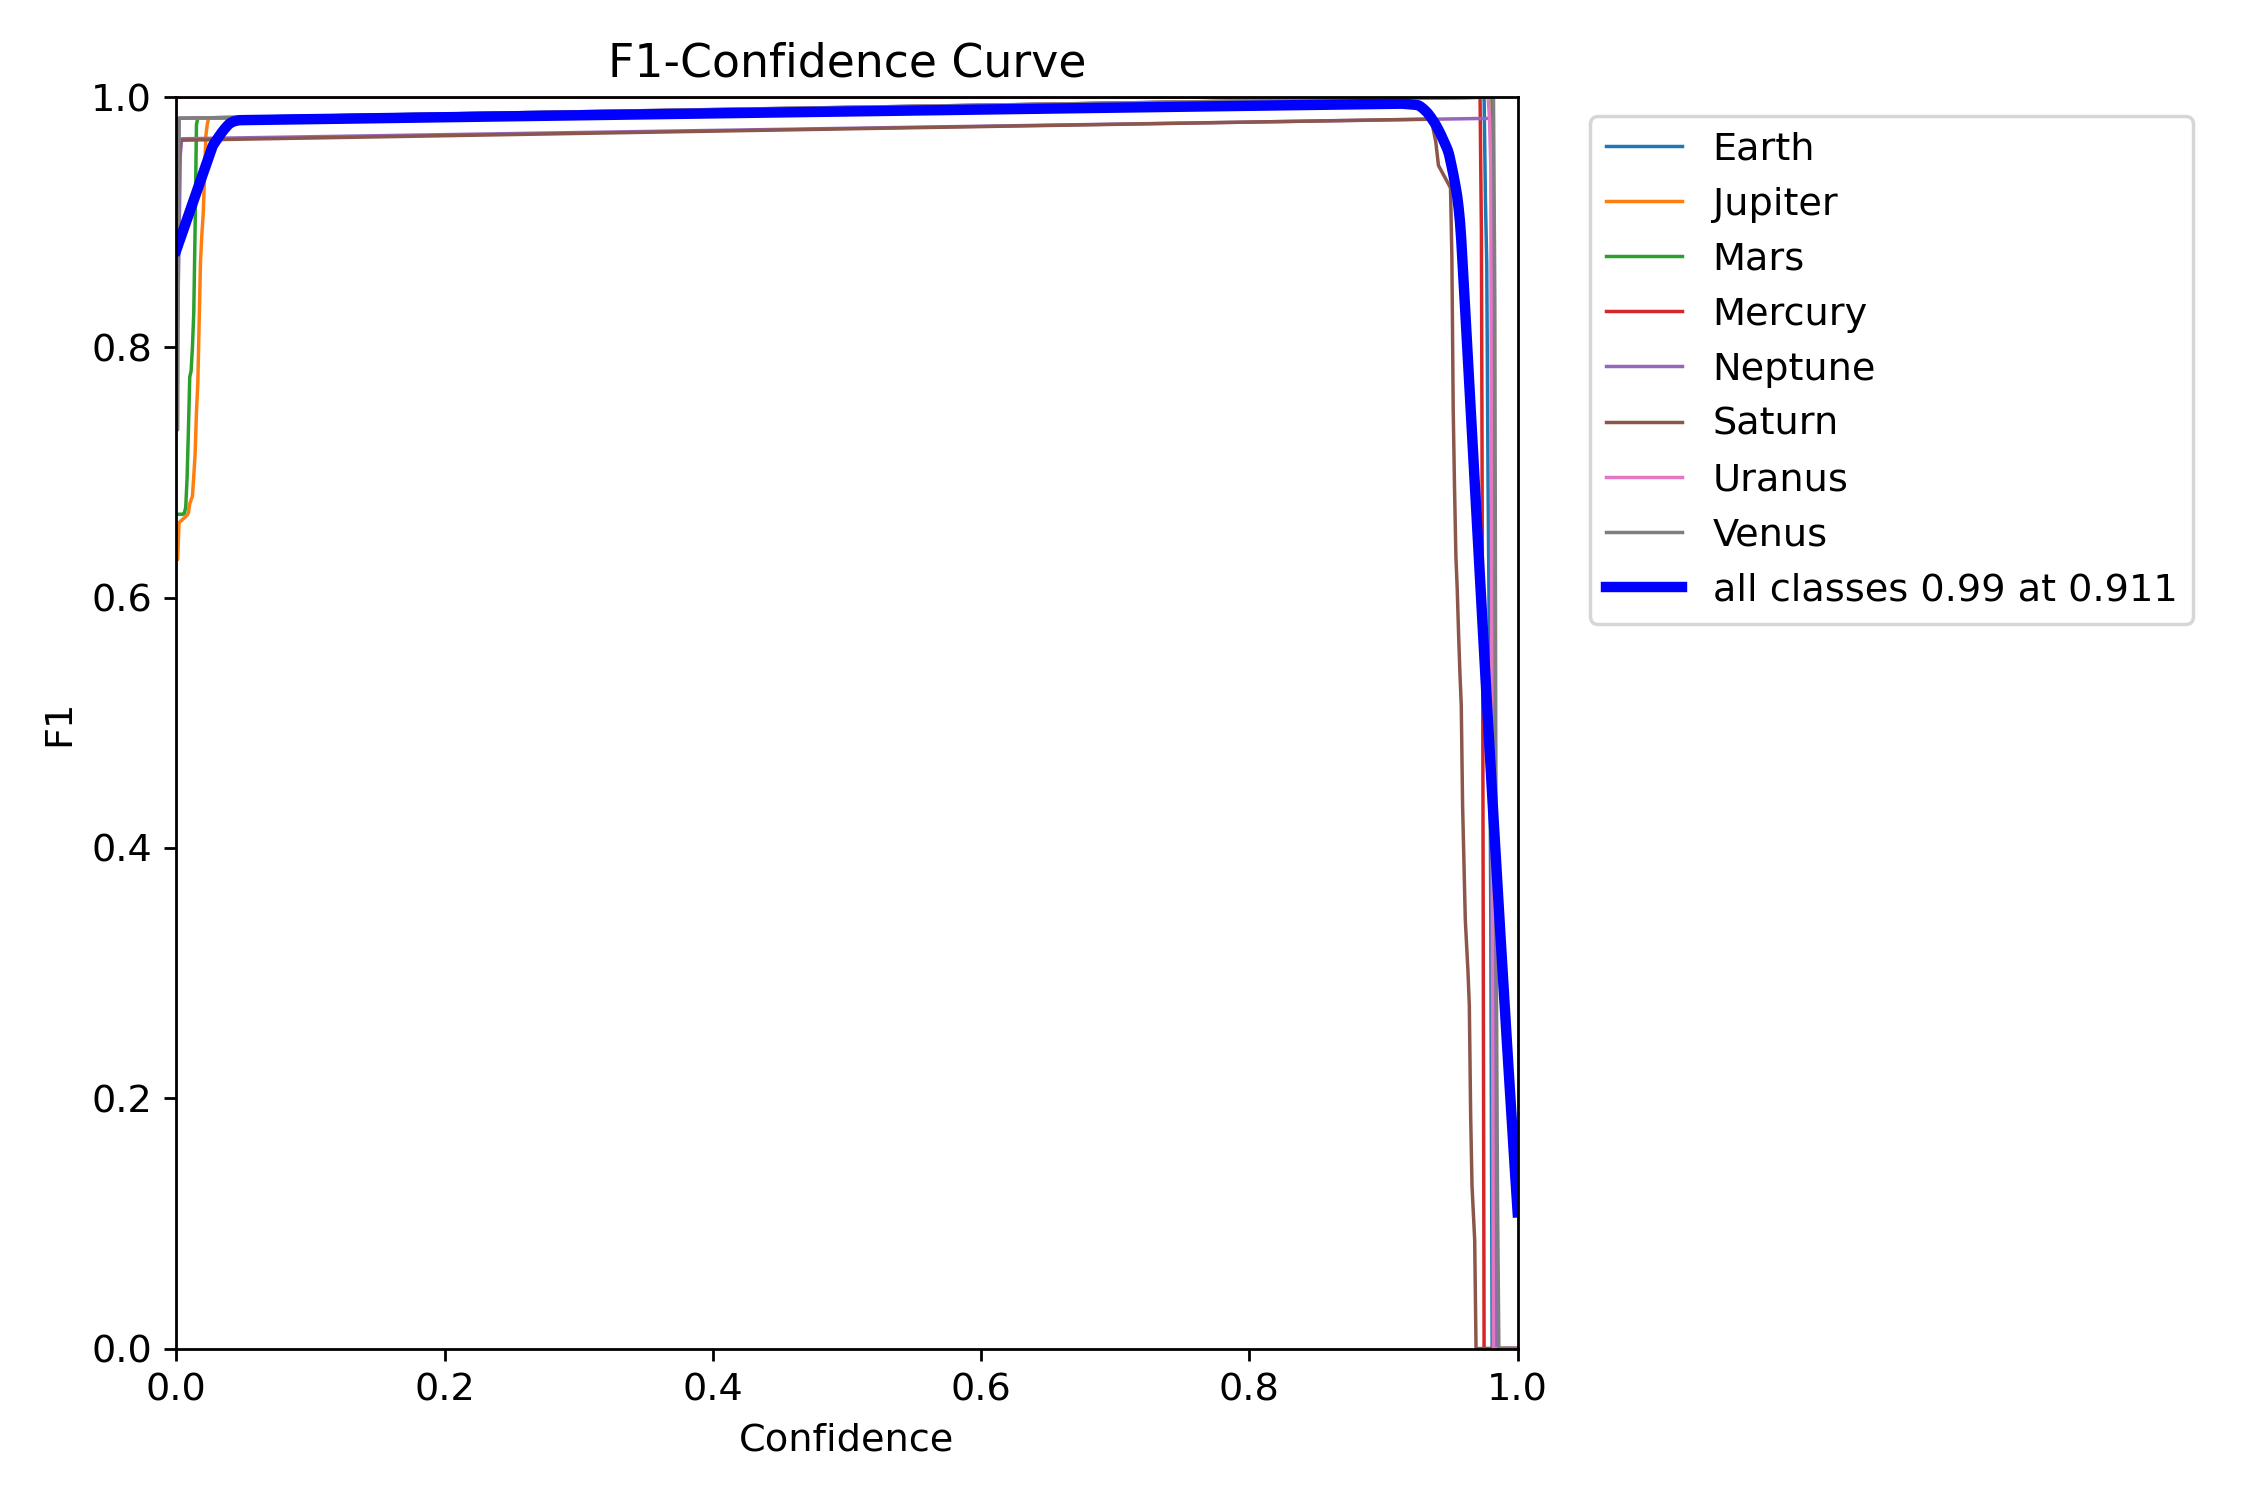 F1-Confidence Curve
1.0
0.8
0.6
0.4
0.2
0.0
F1
0.0 0.2 0.4 0.6 0.8 1.0
Confidence
Earth
Jupiter
Mars
Mercury
Neptune
Saturn
Uranus
Venus
all classes 0.99 at 0.911